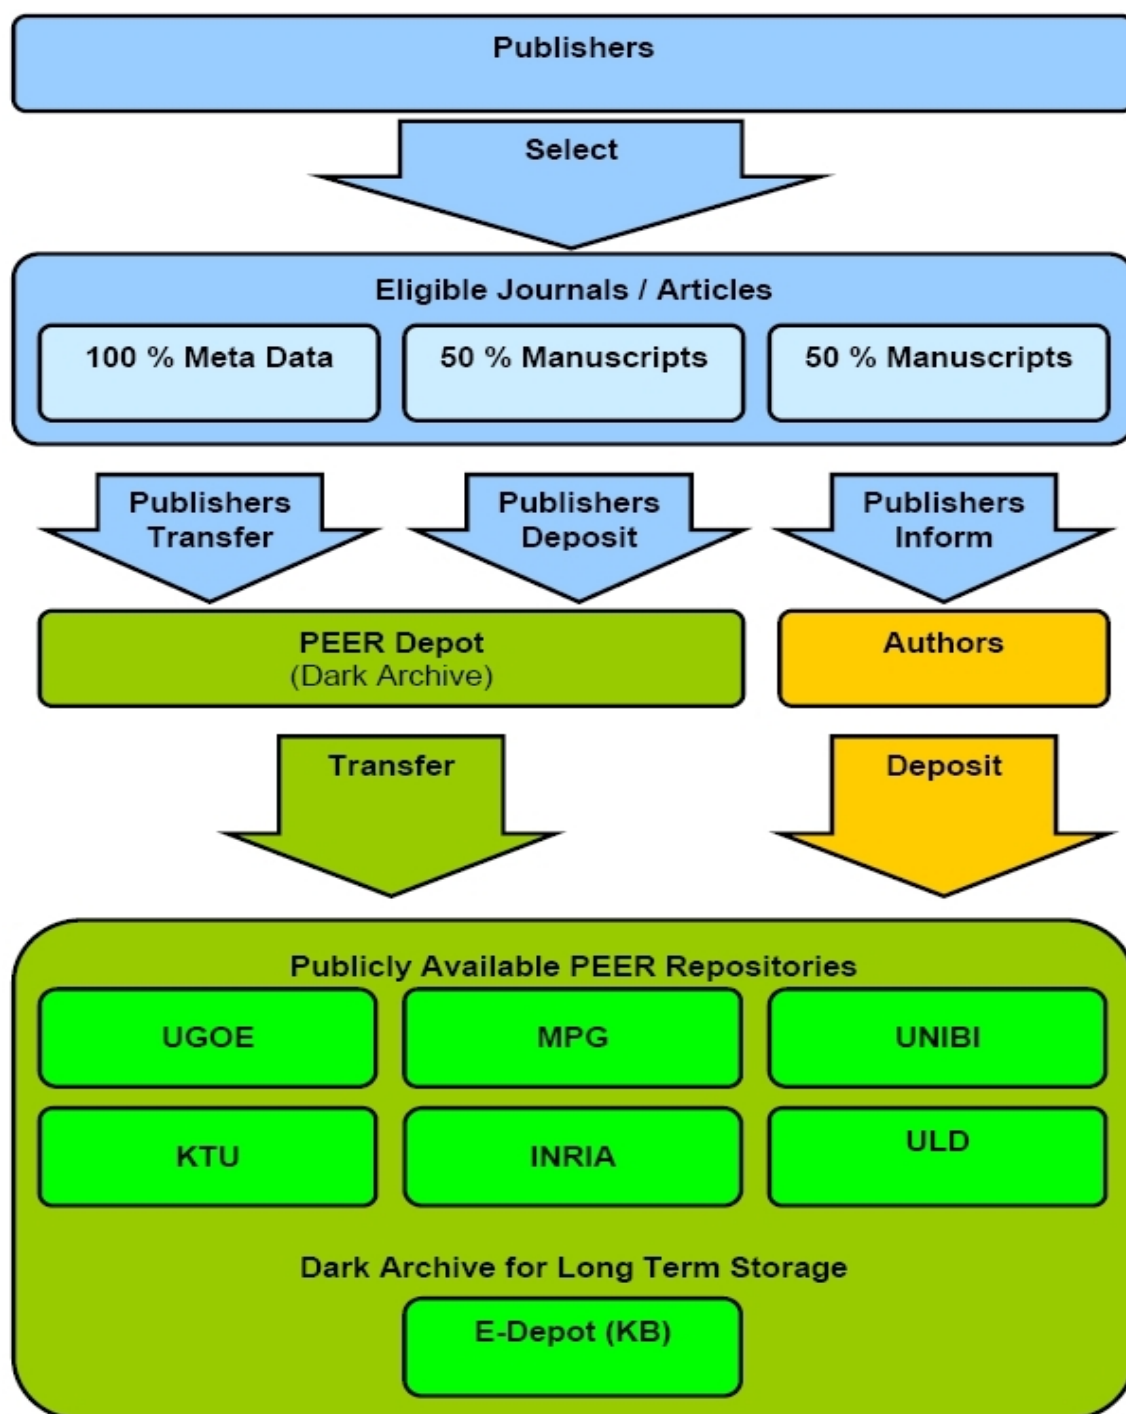 Publishers
Select
Eligible Journals / Articles
100 % Meta Data
50 % Manuscripts
50 % Manuscripts
Publishers
Transfer
Publishers
Deposit
Publishers
Inform
PEER Depot
(Dark Archive)
Authors
Transfer
Deposit
Publicly Available PEER Repositories
UGOE
MPG
UNIBI
KTU
INRIA
ULD
Dark Archive for Long Term Storage
E-Depot (KB)